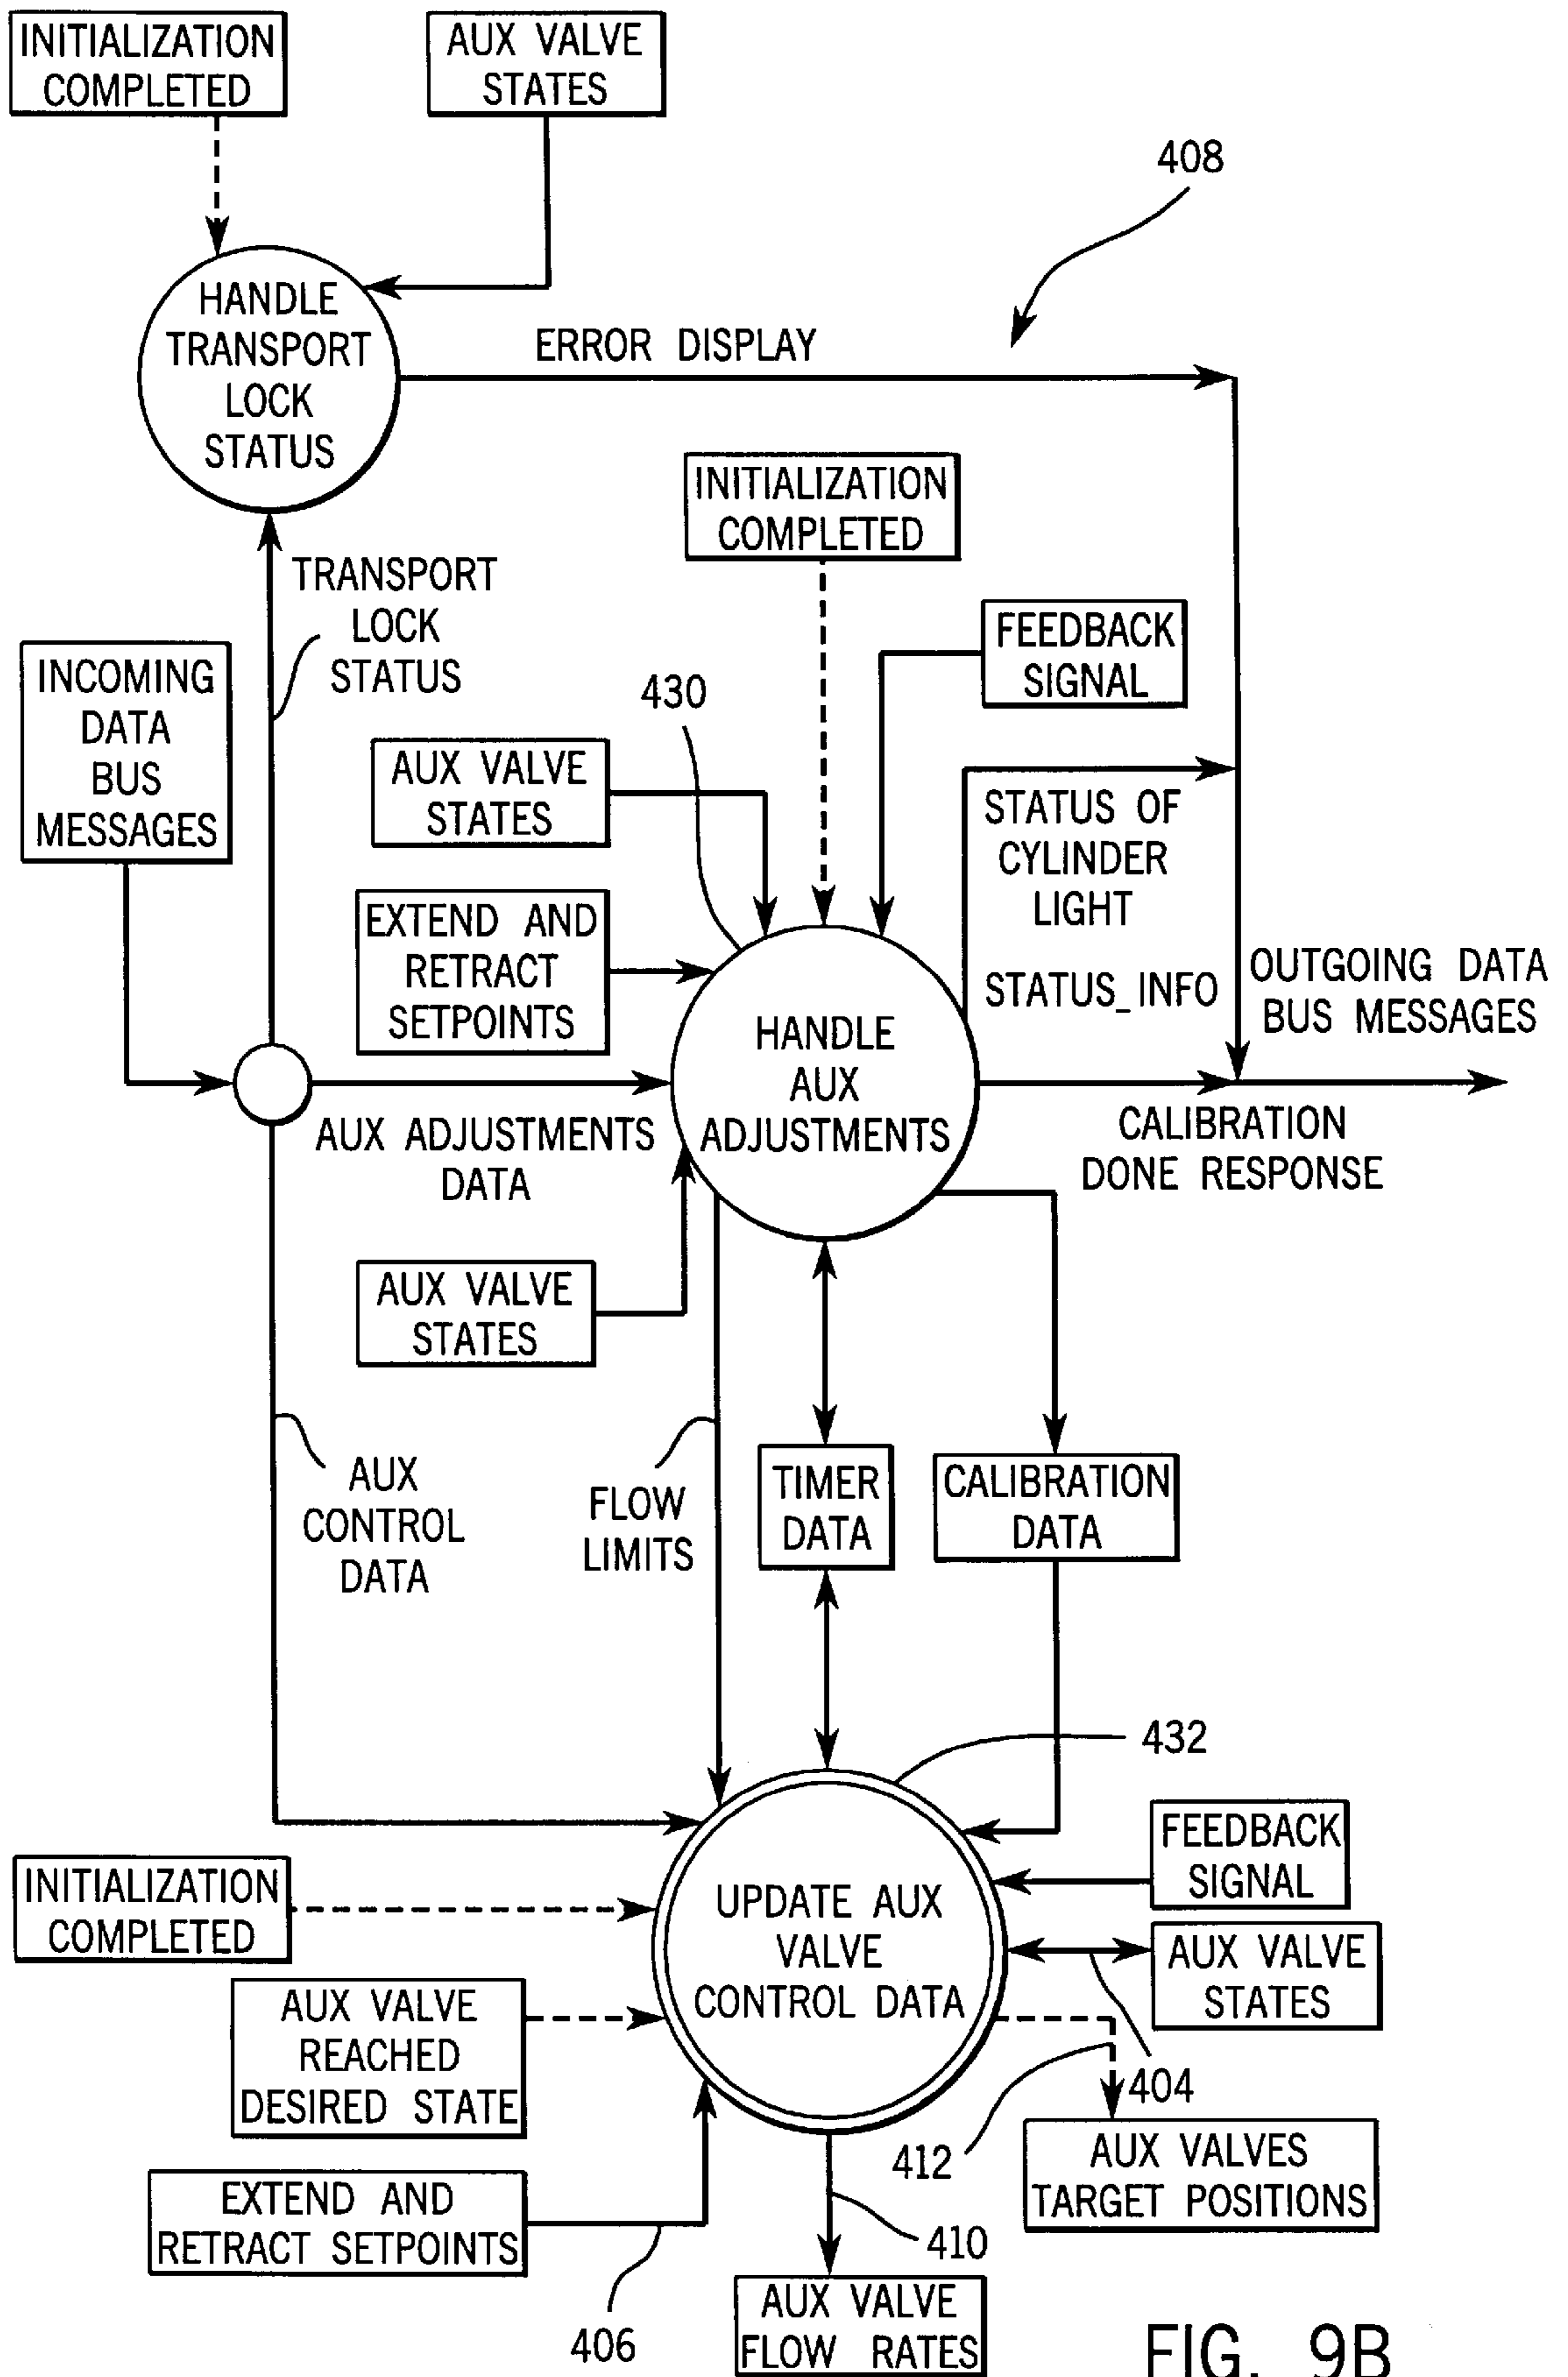 INITIALIZATION
COMPLETED
AUX VALVE
STATES
408
HANDLE
TRANSPORT
LOCK
STATUS
ERROR DISPLAY
INITIALIZATION
COMPLETED
TRANSPORT
LOCK
STATUS
FEEDBACK
SIGNAL
INCOMING
DATA
BUS
MESSAGES
430
AUX VALVE
STATES
STATUS OF
CYLINDER
LIGHT
STATUS_INFO
EXTEND AND
RETRACT
SETPOINTS
OUTGOING DATA
BUS MESSAGES
HANDLE
AUX
ADJUSTMENTS
AUX ADJUSTMENTS
DATA
CALIBRATION
DONE RESPONSE
AUX VALVE
STATES
AUX
CONTROL
DATA
FLOW
LIMITS
TIMER
DATA
CALIBRATION
DATA
432
FEEDBACK
SIGNAL
INITIALIZATION
COMPLETED
UPDATE AUX
VALVE
CONTROL DATA
AUX VALVE
STATES
AUX VALVE
REACHED
DESIRED STATE
404
412
AUX VALVES
TARGET POSITIONS
EXTEND AND
RETRACT SETPOINTS
410
406
AUX VALVE
FLOW RATES
FIG. 9B